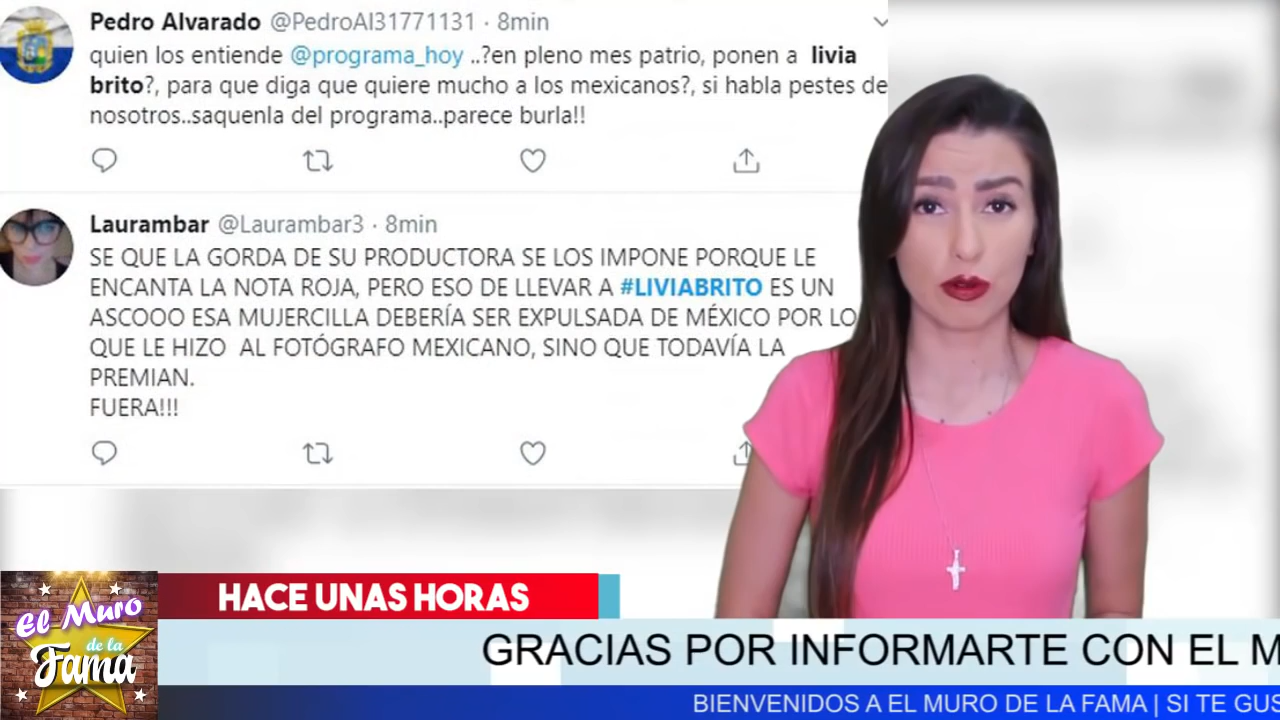 Pedro Alvarado @PedroAl31771131 · 8min
quien los entiende @programa_hoy ..?en pleno mes patrio, ponen a livia
brito?, para que diga que quiere mucho a los mexicanos?, si habla pestes de
nosotros..saquenla del programa..parece burla!!
Laurambar @Laurambar3 · 8min
SE QUE LA GORDA DE SU PRODUCTORA SE LOS IMPONE PORQUE LE
ENCANTA LA NOTA ROJA, PERO ESO DE LLEVAR A #LIVIABRITO ES UN
ASCOOO ESA MUJERCILLA DEBERÍA SER EXPULSADA DE MÉXICO POR LO
QUE LE HIZO AL FOTÓGRAFO MEXICANO, SINO QUE TODAVÍA LA
PREMIAN.
FUERA!!!
HACE UNAS HORAS
El Muro
de la
Fama
GRACIAS POR INFORMARTE CON EL M
BIENVENIDOS A EL MURO DE LA FAMA | SI TE GUS